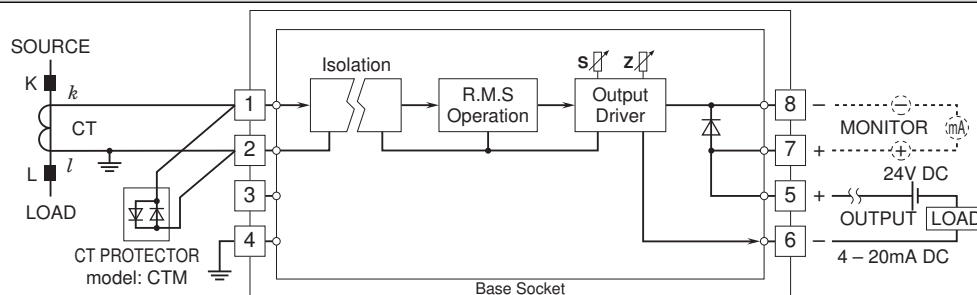 SOURCE
K
k
CT
L
l
LOAD
CT PROTECTOR
model: CTM
1
2
3
4
Isolation
R.M.S
Operation
S
Z
Output
Driver
8
7
5
6
–
MONITOR
mA
–
+
+
24V DC
+
OUTPUT
LOAD
–
4 – 20mA DC
Base Socket